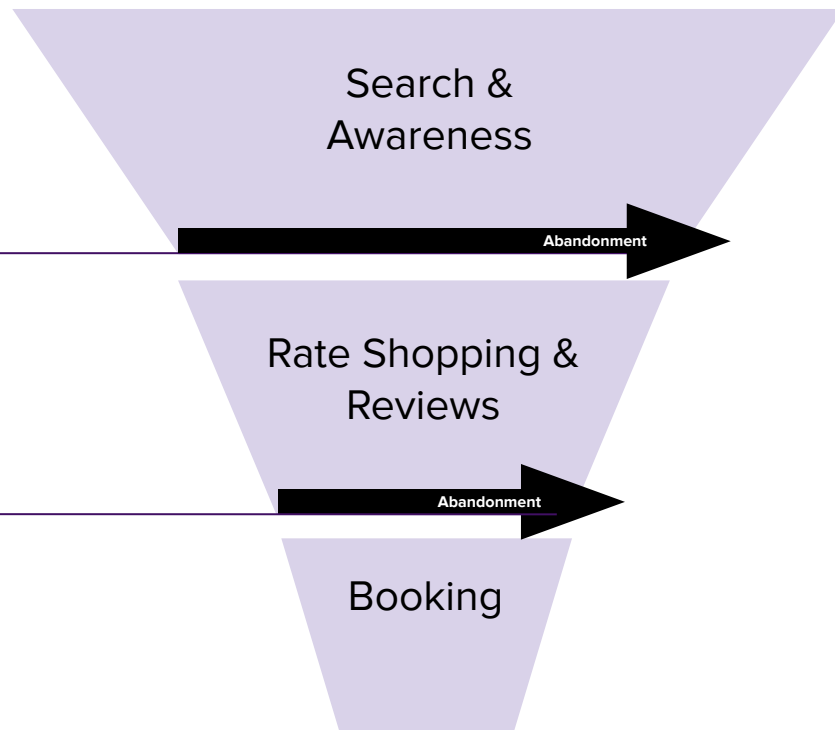 Search &
Awareness
Abandonment
Rate Shopping &
Reviews
Abandonment
Booking